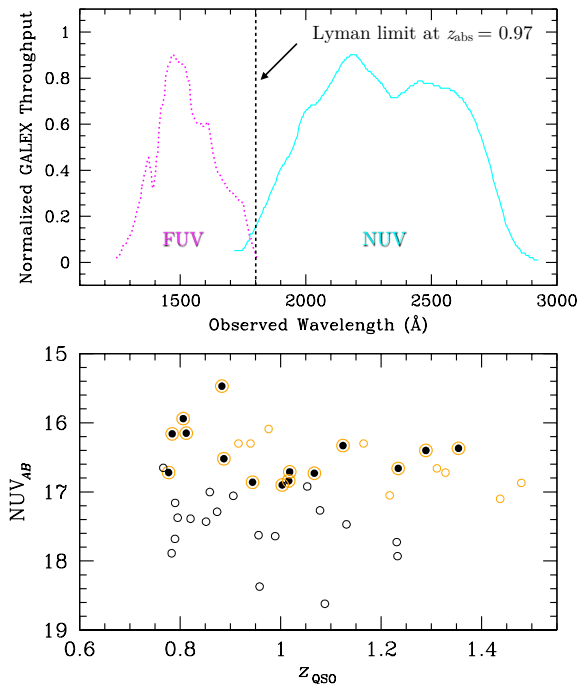 Lyman limit at z_abs = 0.97
Normalized GALEX Throughput
1
0.8
0.6
0.4
0.2
0
FUV
NUV
1500
2000
2500
3000
Observed Wavelength (Å)
NUV_AB
15
16
17
18
19
0.6
0.8
1
1.2
1.4
z_QSO